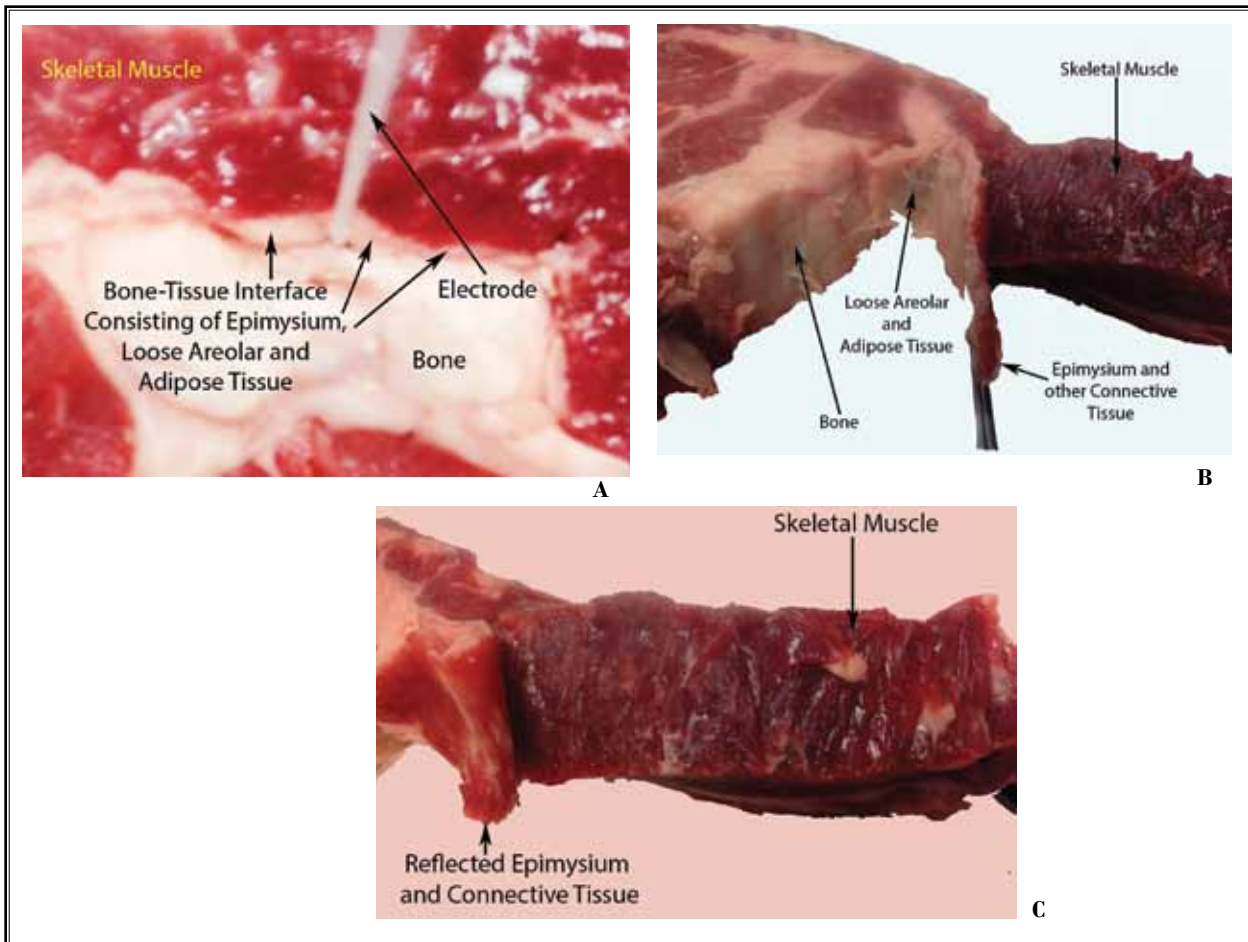 Skeletal Muscle
Bone-Tissue Interface
Consisting of Epimysium,
Loose Areolar and
Adipose Tissue
Electrode
Bone
A
Skeletal Muscle
Loose Areolar
and
Adipose Tissue
Bone
Epimysium and
other Connective
Tissue
B
Skeletal Muscle
Reflected Epimysium
and Connective Tissue
C